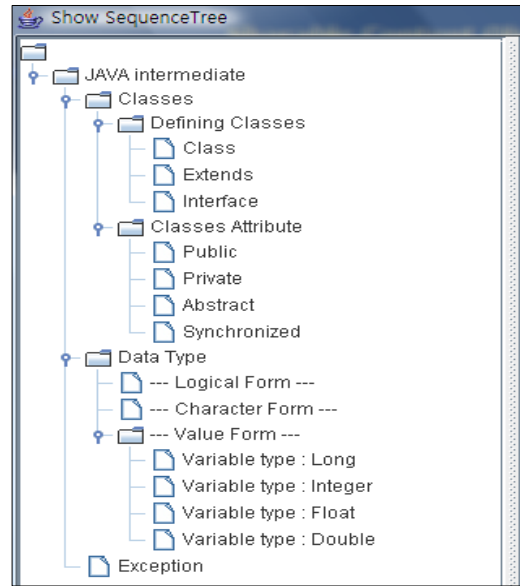 Show SequenceTree
JAVA intermediate
Classes
Defining Classes
Class
Extends
Interface
Classes Attribute
Public
Private
Abstract
Synchronized
Data Type
--- Logical Form ---
--- Character Form ---
--- Value Form ---
Variable type : Long
Variable type : Integer
Variable type : Float
Variable type : Double
Exception